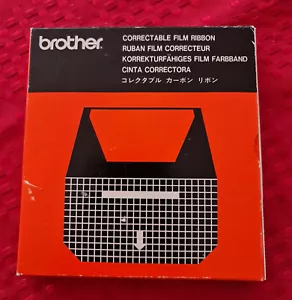 brother
CORRECTABLE FILM RIBBON
RUBAN FILM CORRECTEUR
KORREKTURFÄHIGES FILM FARBBAND
CINTA CORRECTORA
コレクタブル カーボン リボン